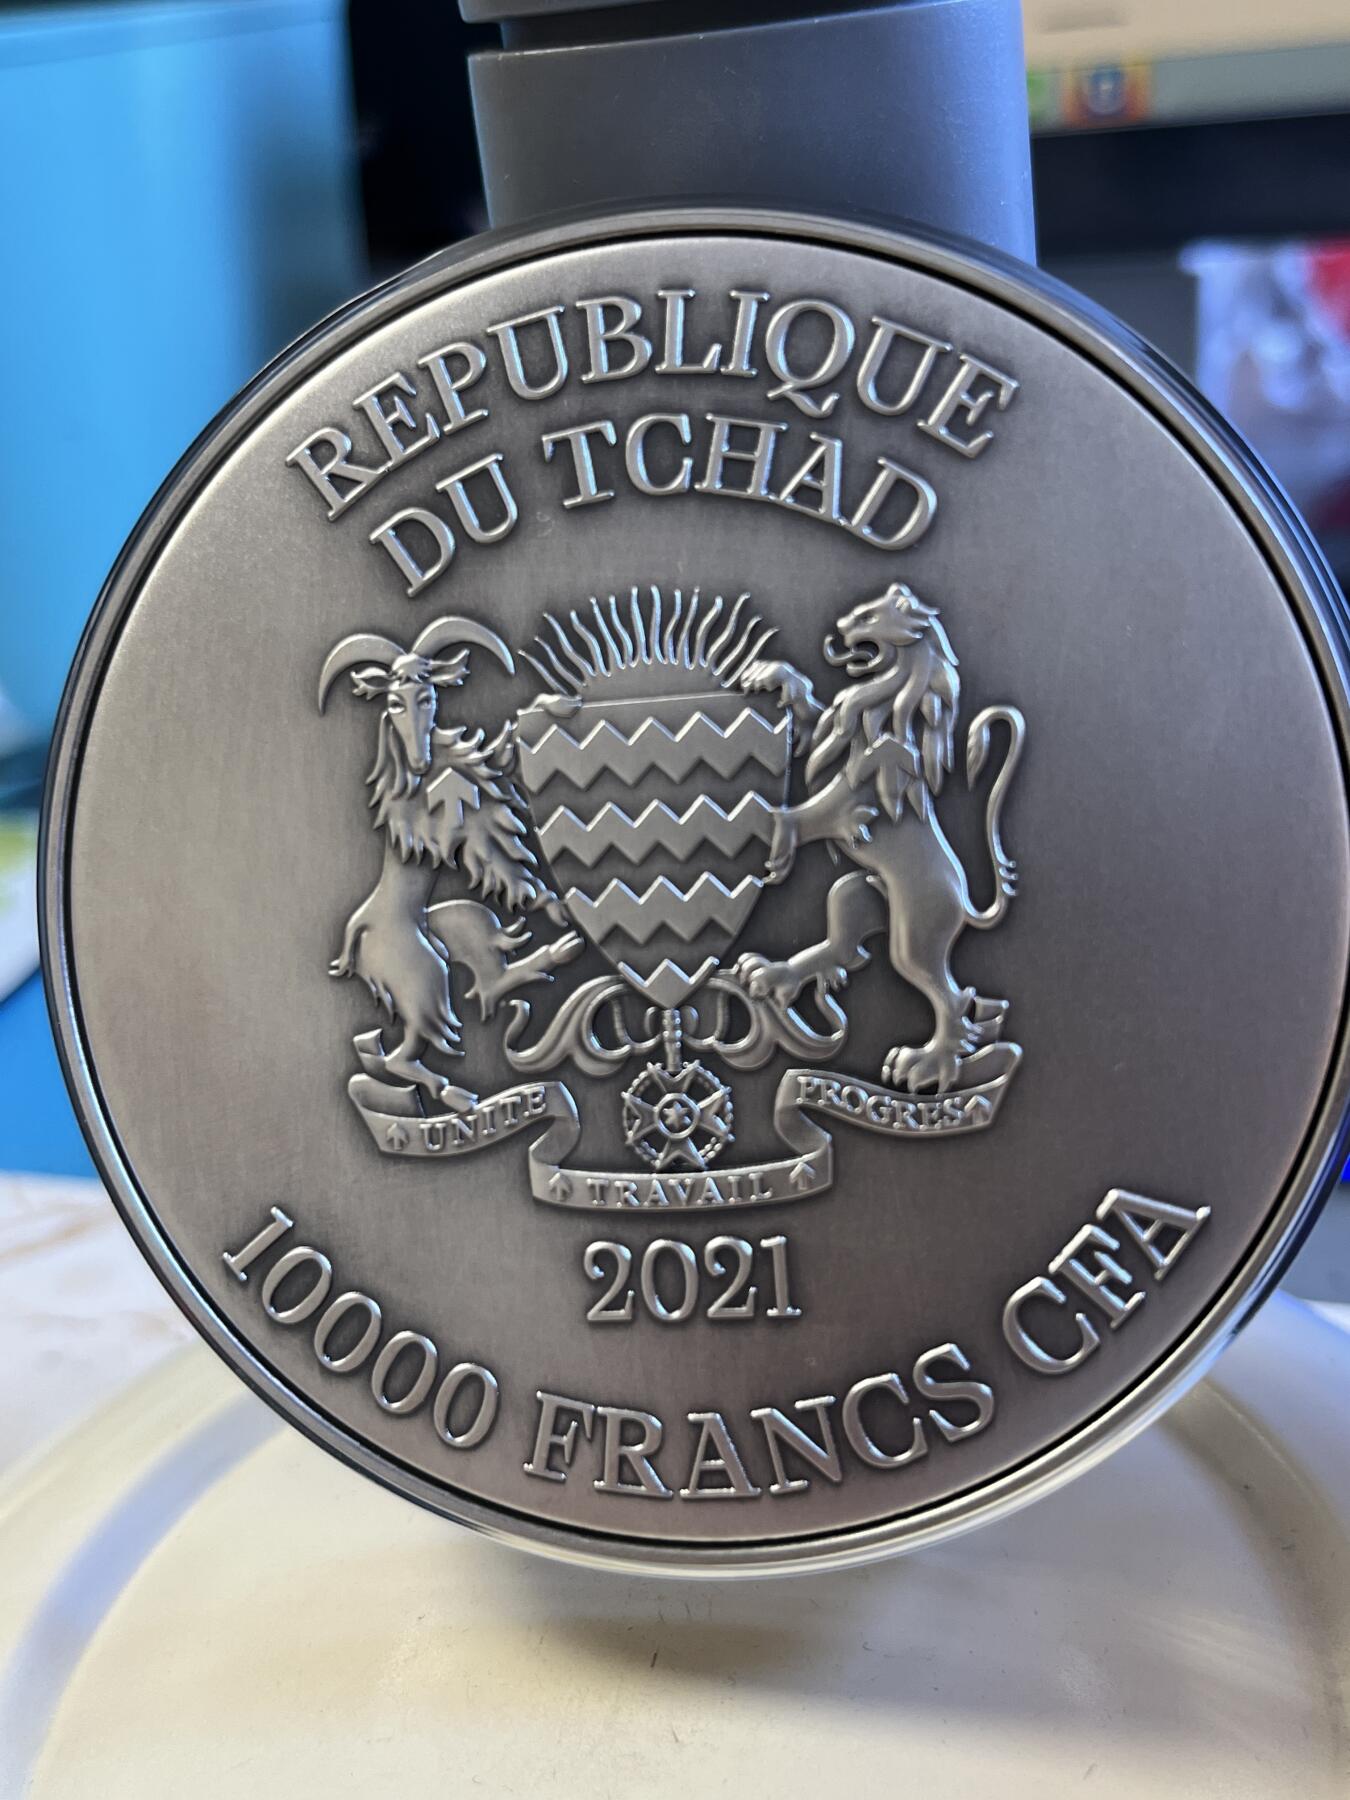 REPUBLIQUE
DU TCHAD
UNITE
TRAVAIL
PROGRES
2021
10000 FRANCS CFA